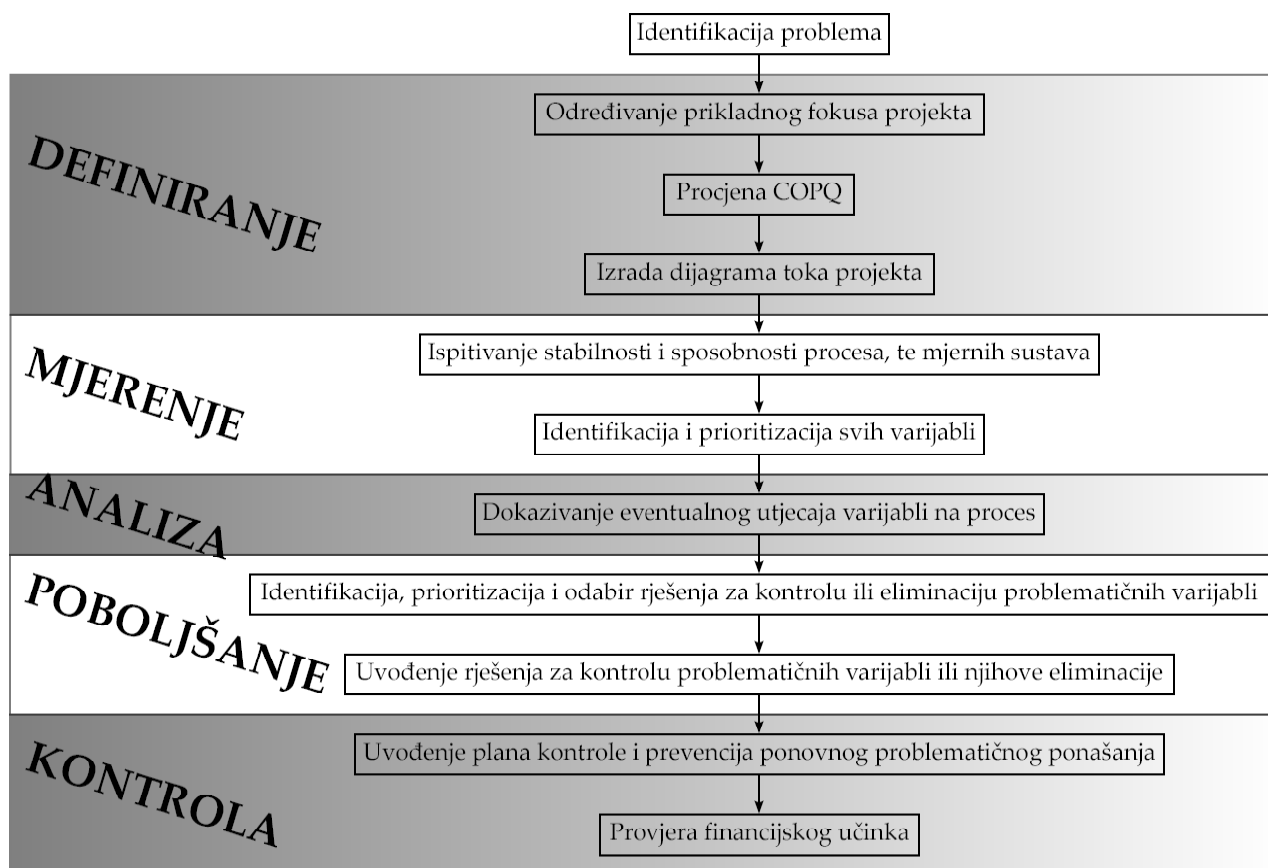 Identifikacija problema
DEFINIRANJE
Određivanje prikladnog fokusa projekta
Procjena COPQ
Izrada dijagrama toka projekta
MJERENJE
Ispitivanje stabilnosti i sposobnosti procesa, te mjernih sustava
Identifikacija i prioritizacija svih varijabli
ANALIZA
Dokazivanje eventualnog utjecaja varijabli na proces
POBOLJŠANJE
Identifikacija, prioritizacija i odabir rješenja za kontrolu ili eliminaciju problematičnih varijabli
Uvođenje rješenja za kontrolu problematičnih varijabli ili njihove eliminacije
KONTROLA
Uvođenje plana kontrole i prevencija ponovnog problematičnog ponašanja
Provjera financijskog učinka